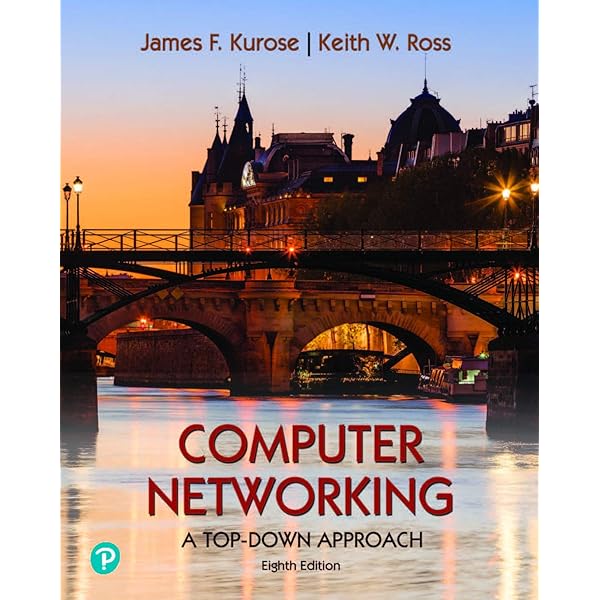 James F. Kurose | Keith W. Ross
COMPUTER
NETWORKING
A TOP-DOWN APPROACH
Eighth Edition
P